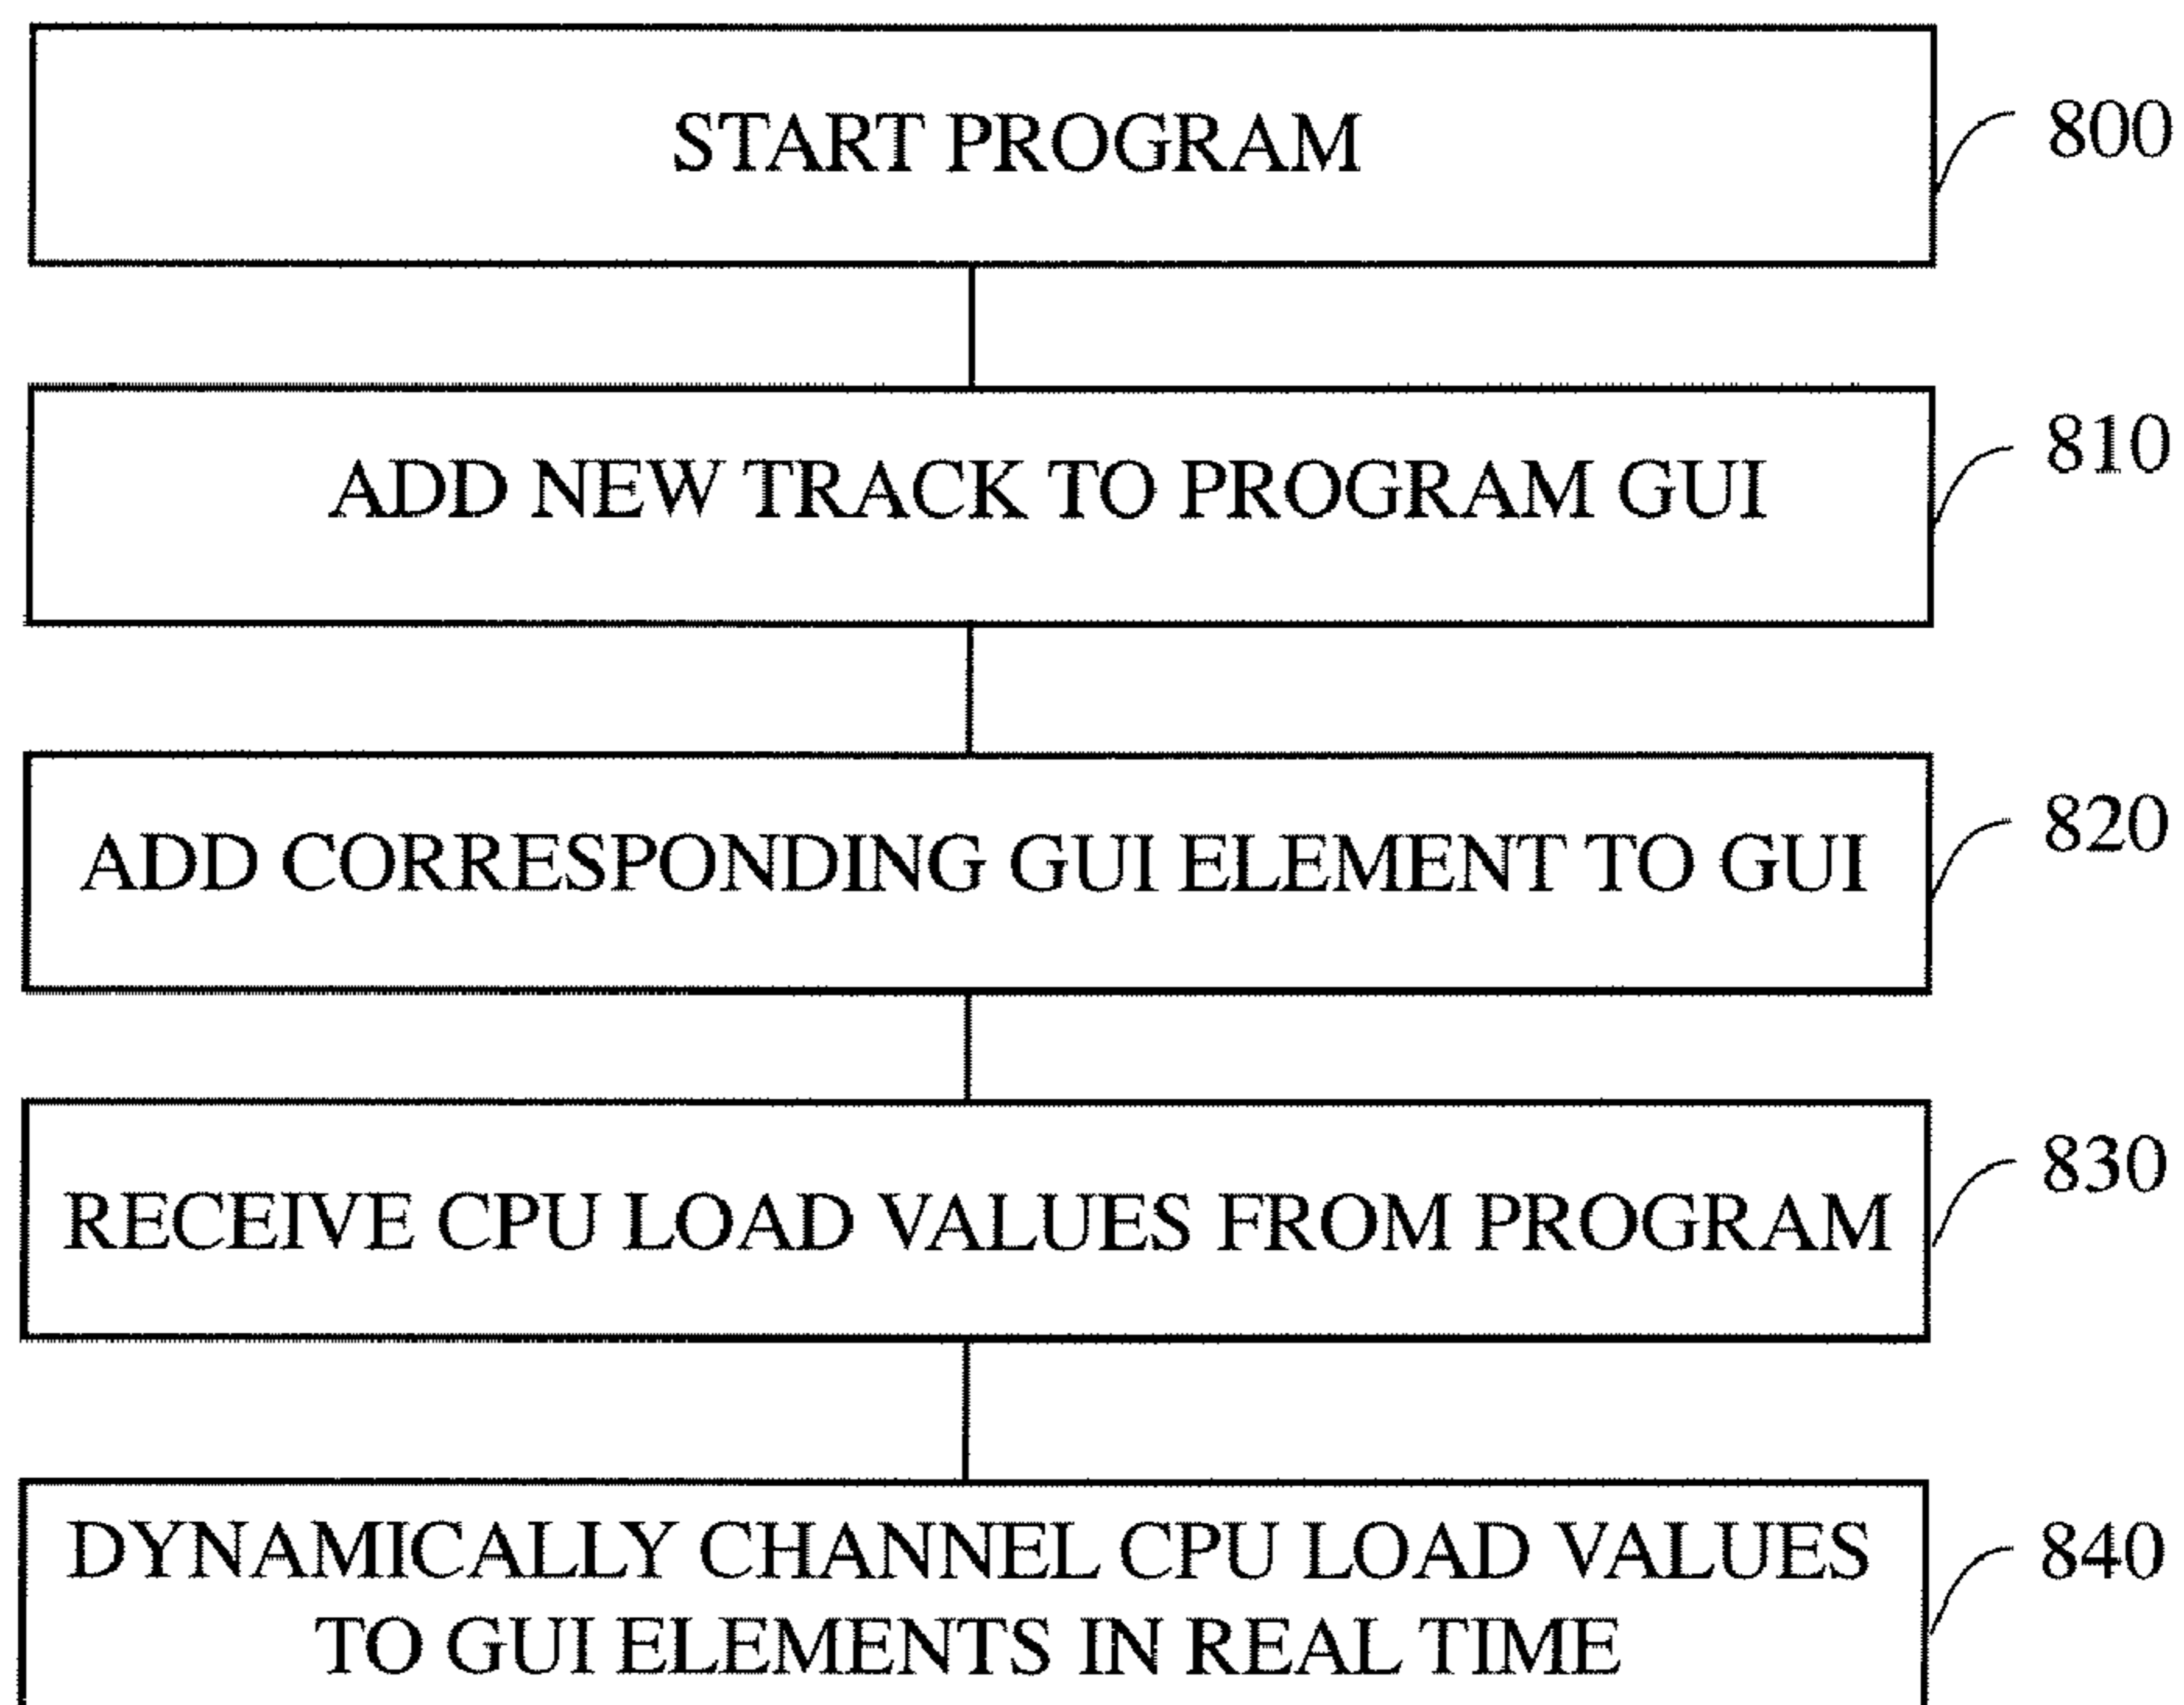 START PROGRAM
800
ADD NEW TRACK TO PROGRAM GUI
810
ADD CORRESPONDING GUI ELEMENT TO GUI
820
RECEIVE CPU LOAD VALUES FROM PROGRAM
830
DYNAMICALLY CHANNEL CPU LOAD VALUES
TO GUI ELEMENTS IN REAL TIME
840